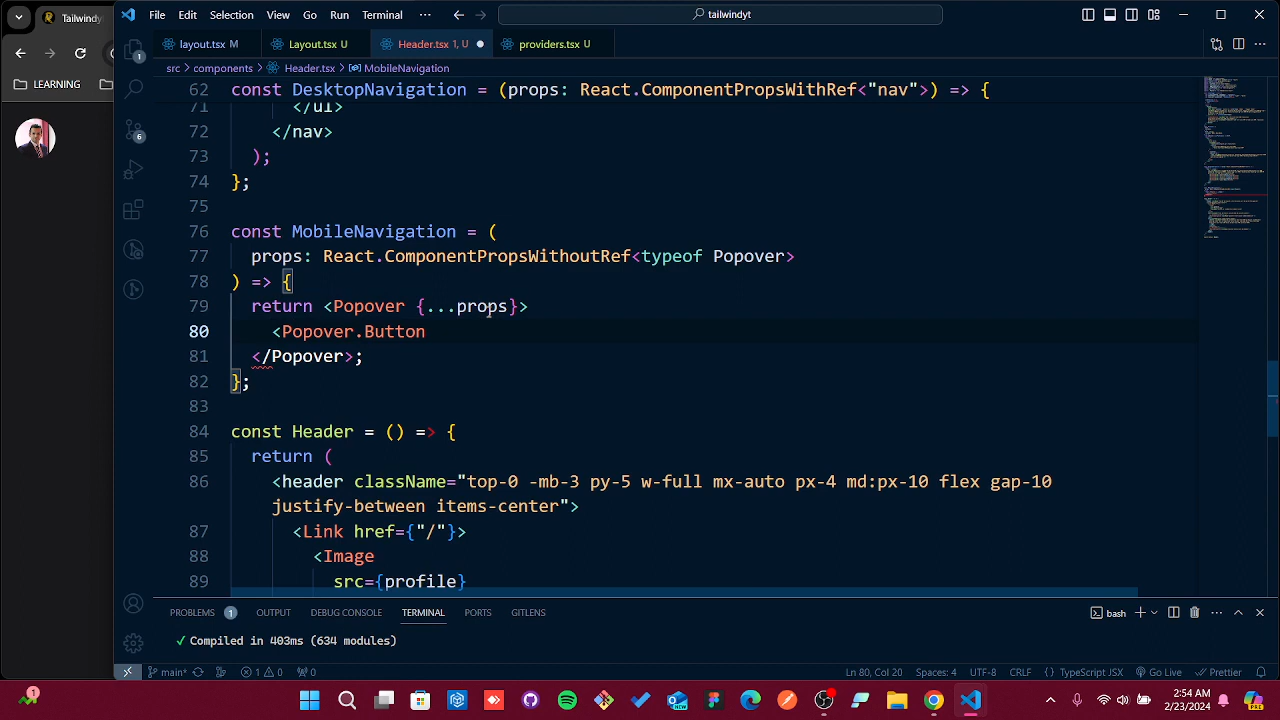 Tailwindy
LEARNING
File Edit Selection View Go Run Terminal ...
tailwindyt
layout.tsx M
Layout.tsx U
Header.tsx 1, U
providers.tsx U
src > components > Header.tsx > MobileNavigation
62 const DesktopNavigation = (props: React.ComponentPropsWithRef<"nav">) => {
71 </ul>
72 </nav>
73 );
74 };
75
76 const MobileNavigation = (
77 props: React.ComponentPropsWithoutRef<typeof Popover>
78 ) => {
79 return <Popover {...props}>
80 <Popover.Button
81 </Popover>;
82 };
83
84 const Header = () => {
85 return (
86 <header className="top-0 -mb-3 py-5 w-full mx-auto px-4 md:px-10 flex gap-10
justify-between items-center">
87 <Link href={"/"}>
88 <Image
89 src={profile}
PROBLEMS 1 OUTPUT DEBUG CONSOLE TERMINAL PORTS GITLENS
bash
✓ Compiled in 403ms (634 modules)
main* 1 0 0
Ln 80, Col 20 Spaces: 4 UTF-8 CRLF {} TypeScript JSX Go Live Prettier
1
NEW
2:54 AM
2/23/2024
PRE
1
6